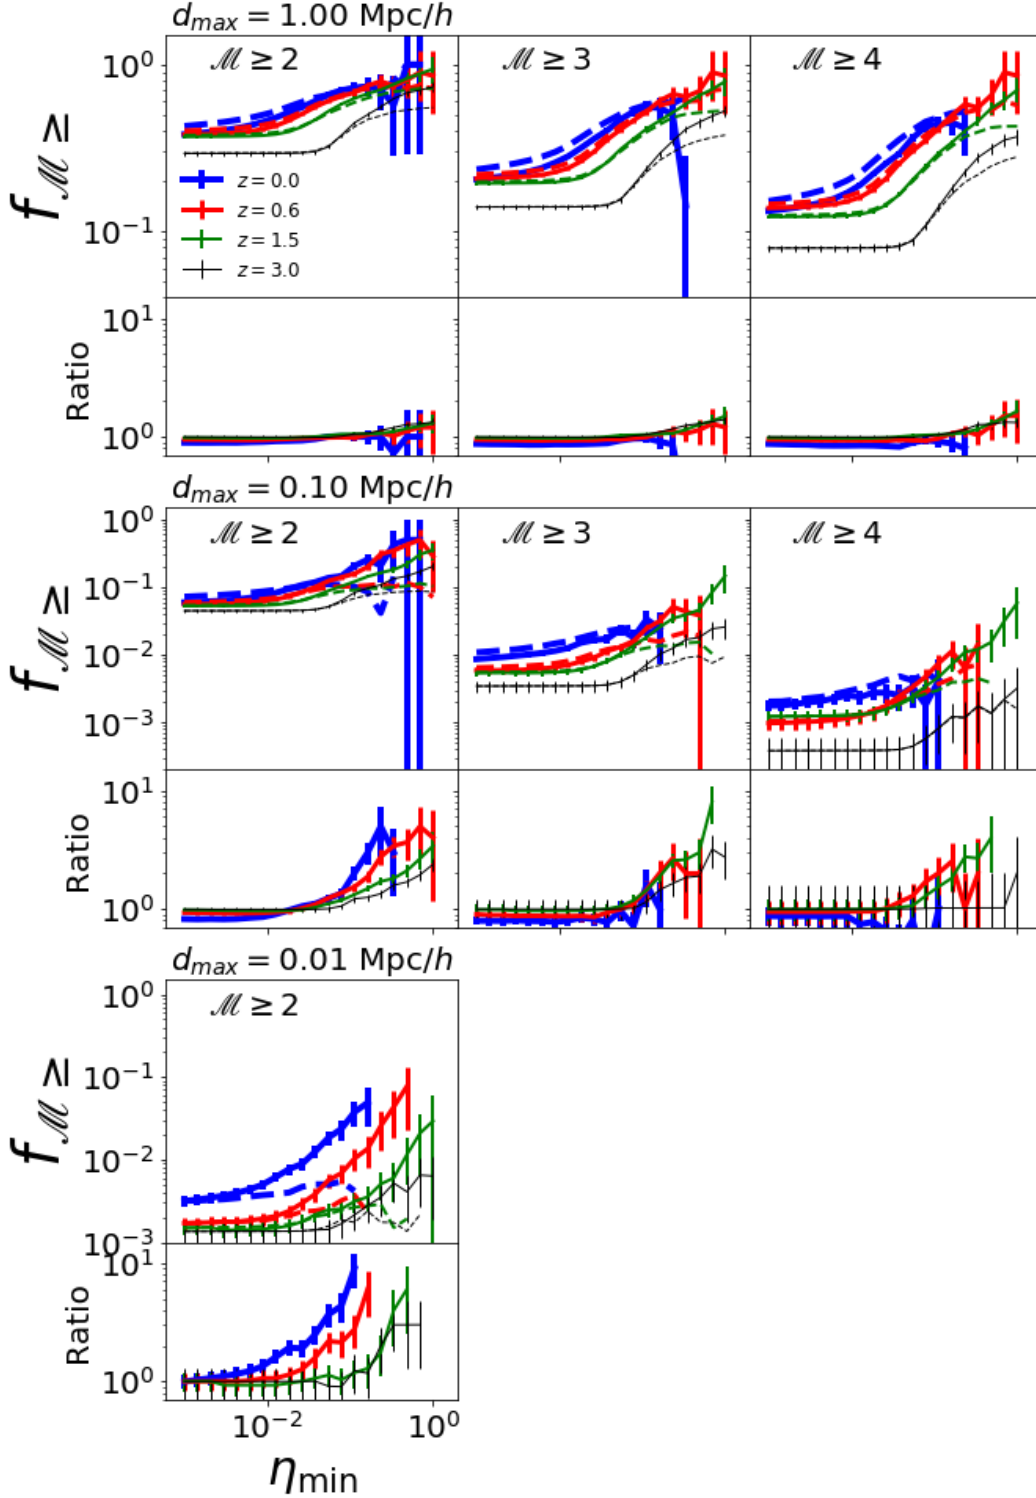 d_max = 1.00 Mpc/h
ℳ ≥ 2
ℳ ≥ 3
ℳ ≥ 4
10^0
10^-1
f_ℳ ≥
z = 0.0
z = 0.6
z = 1.5
z = 3.0
10^1
10^0
Ratio
d_max = 0.10 Mpc/h
ℳ ≥ 2
ℳ ≥ 3
ℳ ≥ 4
10^0
10^-1
10^-2
10^-3
f_ℳ ≥
10^1
10^0
Ratio
d_max = 0.01 Mpc/h
ℳ ≥ 2
10^0
10^-1
10^-2
10^-3
f_ℳ ≥
10^1
10^0
Ratio
10^-2 10^0
η_min